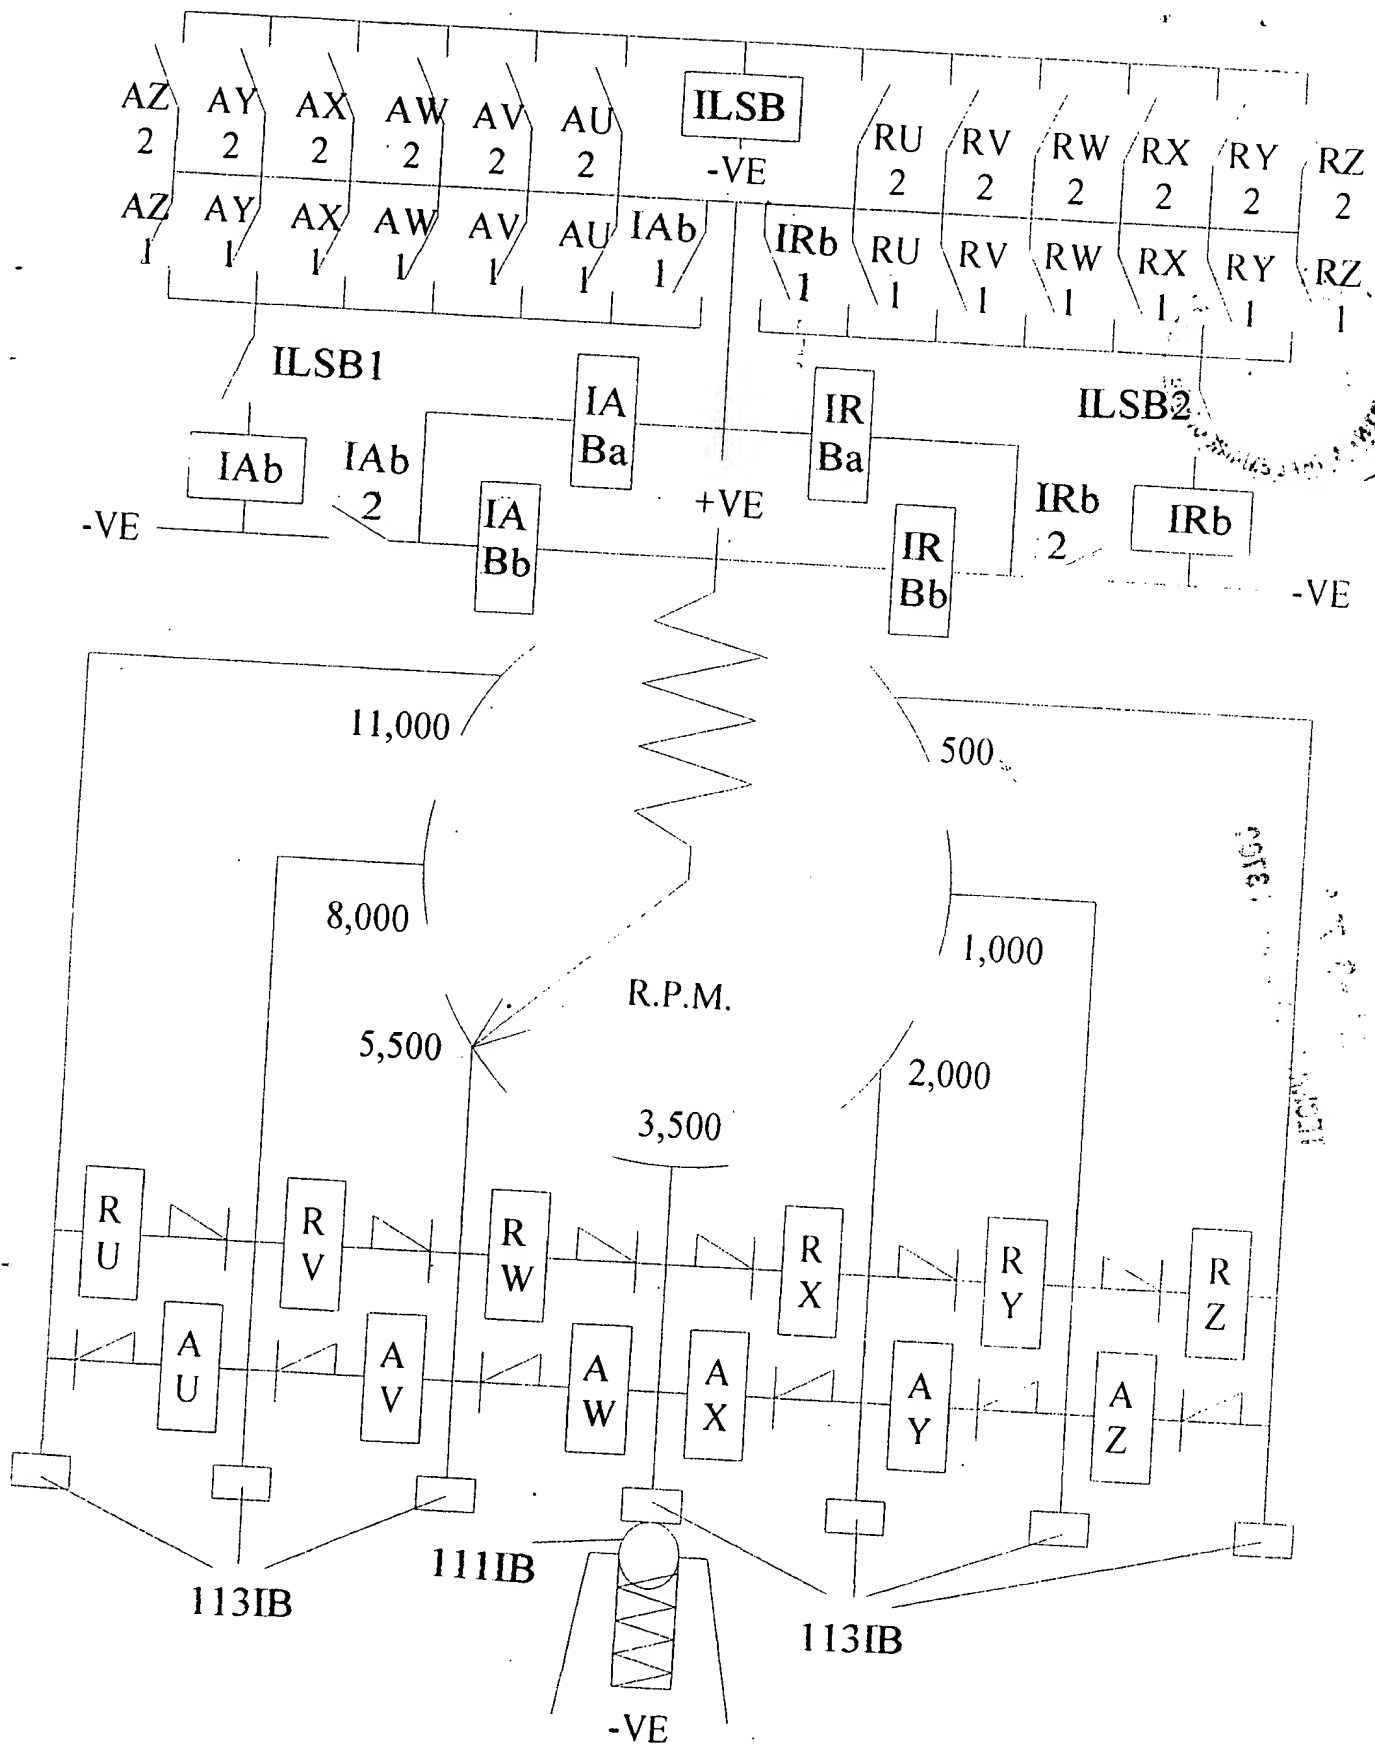 AZ 2
AY 2
AX 2
AW 2
AV 2
AU 2
ILSB
-VE
RU 2
RV 2
RW 2
RX 2
RY 2
RZ 2
AZ 1
AY 1
AX 1
AW 1
AV 1
AU 1
IAb 1
IRb 1
RU 1
RV 1
RW 1
RX 1
RY 1
RZ 1
ILSB1
IA Ba
IR Ba
ILSB2
IAb
IAb 2
-VE
IA Bb
+VE
IR Bb
IRb 2
IRb
-VE
11,000
500
8,000
1,000
R.P.M.
5,500
2,000
3,500
R U
R V
R W
R X
R Y
R Z
A U
A V
A W
A X
A Y
A Z
111IB
113IB
113IB
-VE